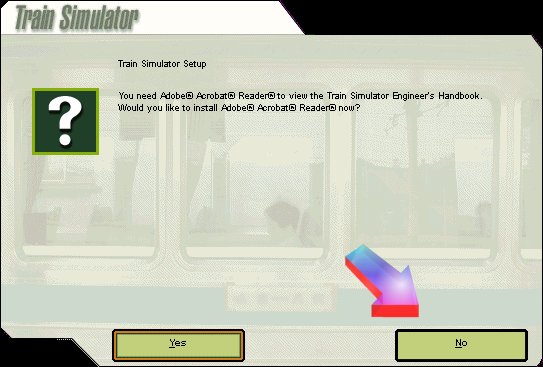 Train Simulator
Train Simulator Setup
You need Adobe® Acrobat® Reader® to view the Train Simulator Engineer's Handbook.
Would you like to install Adobe® Acrobat® Reader® now?
?
Yes
No